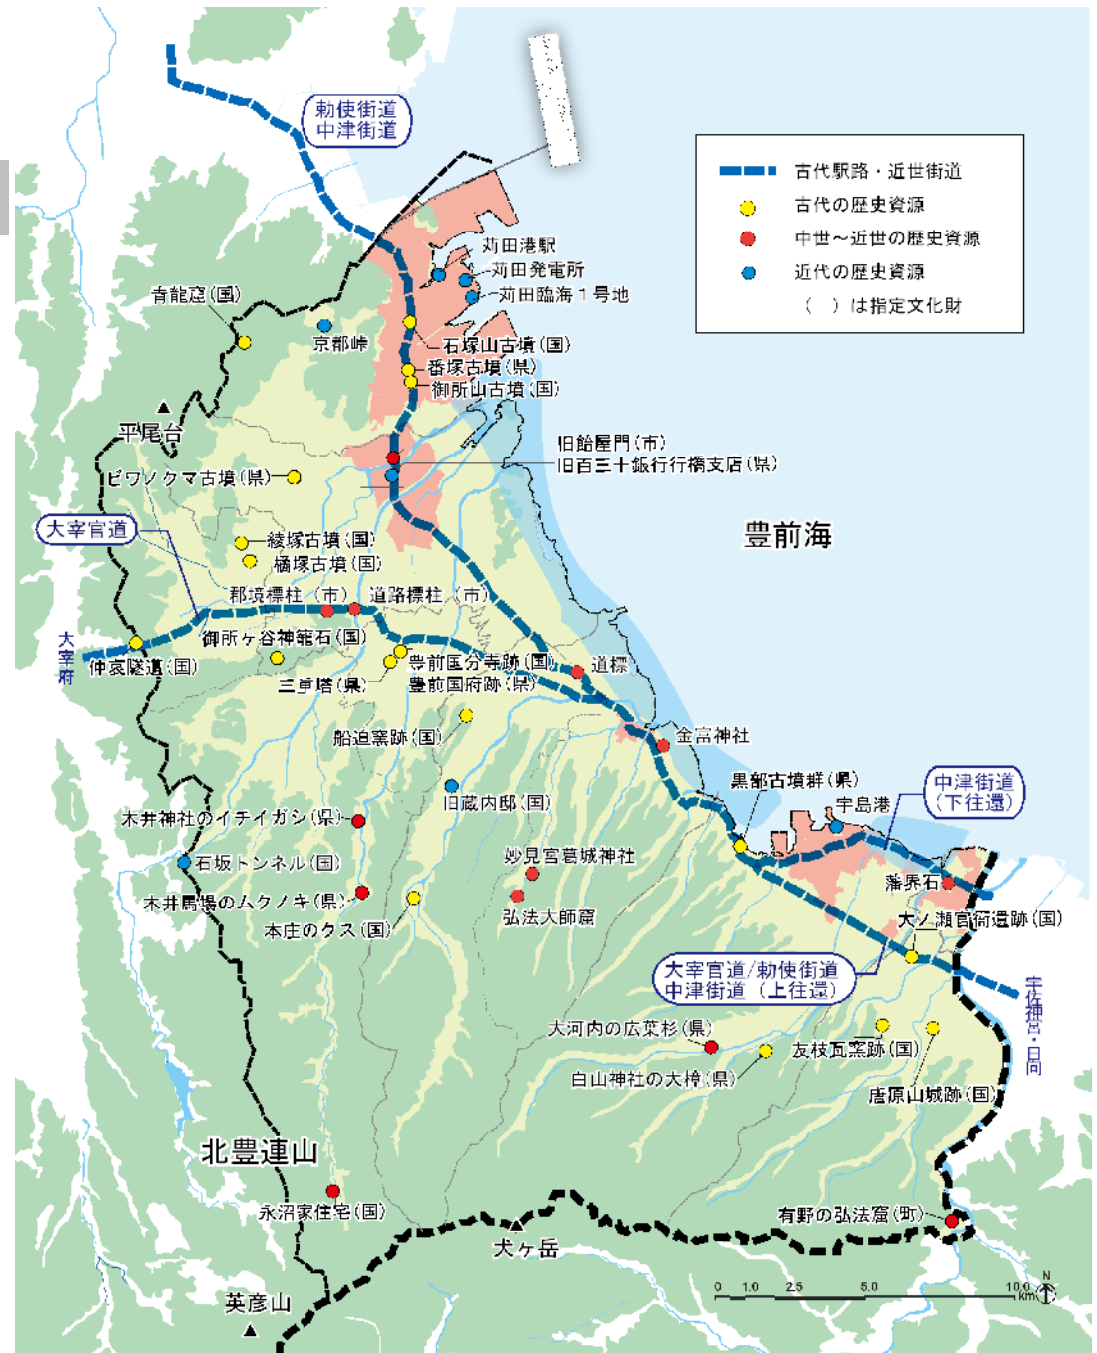 勅使街道
中津街道
古代駅路・近世街道
古代の歴史資源
中世～近世の歴史資源
近代の歴史資源
（　）は指定文化財
苅田港駅
苅田発電所
苅田臨海１号地
青龍窟(国)
京都峠
石塚山古墳(国)
番塚古墳(県)
御所山古墳(国)
平尾台
旧飴屋門(市)
旧百三十銀行行橋支店(県)
ビワノクマ古墳(県)
豊前海
大宰官道
綾塚古墳(国)
橘塚古墳(国)
郡境標柱（市）
道路標柱（市）
大宰府
御所ヶ谷神籠石(国)
仲哀隧道(国)
豊前国分寺跡(国)
三重塔(県)
豊前国府跡(県)
道標
船迫窯跡(国)
金富神社
黒部古墳群(県)
中津街道
(下往還)
宇島港
旧蔵内邸(国)
木井神社のイチイガシ(県)
石坂トンネル(国)
妙見宮葛城神社
藩界石
木井馬場のムクノキ(県)
本庄のクス(国)
弘法大師窟
大ノ瀬官衙遺跡(国)
大宰官道/勅使街道
中津街道（上往還）
宇佐神宮・日向
大河内の広葉杉(県)
友枝瓦窯跡(国)
白山神社の大樟(県)
唐原山城跡(国)
北豊連山
永沼家住宅(国)
有野の弘法窟(町)
犬ヶ岳
英彦山
0 1.0 2.5 5.0 10.0
km
N